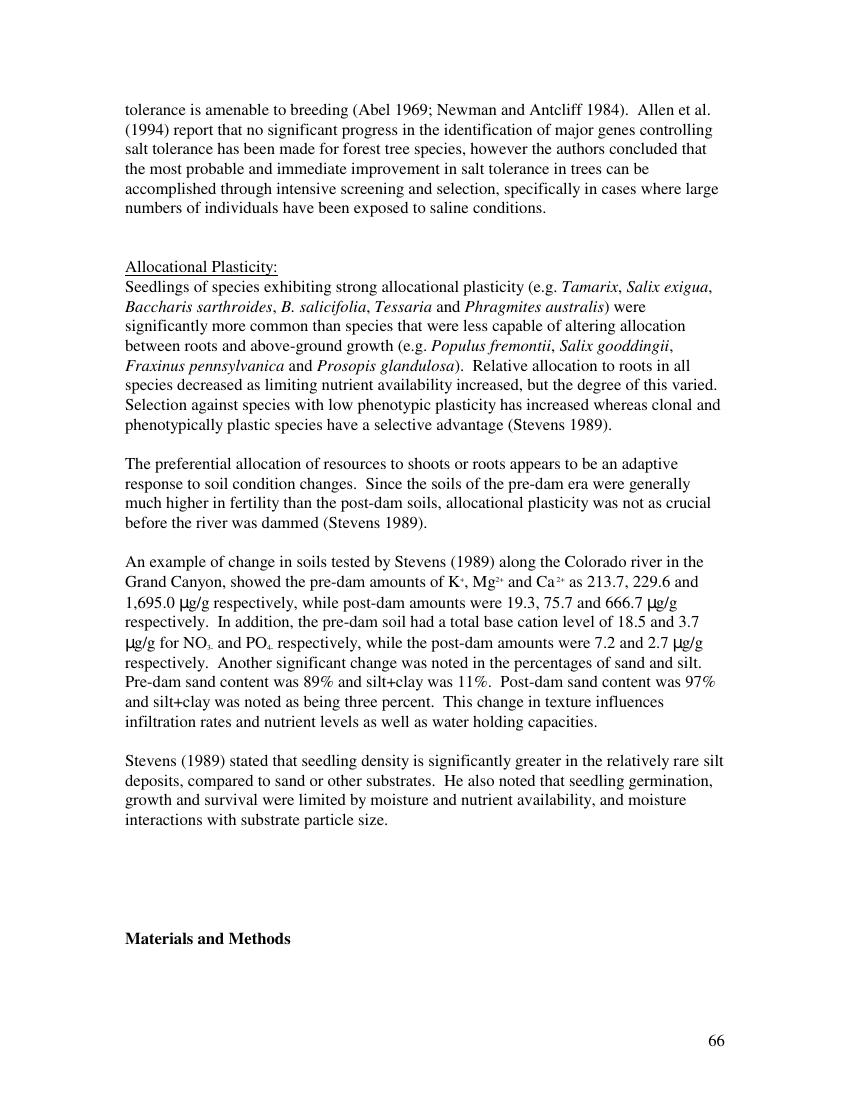 tolerance is amenable to breeding (Abel 1969; Newman and Antcliff 1984).  Allen et al.
(1994) report that no significant progress in the identification of major genes controlling
salt tolerance has been made for forest tree species, however the authors concluded that
the most probable and immediate improvement in salt tolerance in trees can be
accomplished through intensive screening and selection, specifically in cases where large
numbers of individuals have been exposed to saline conditions.
Allocational Plasticity:
Seedlings of species exhibiting strong allocational plasticity (e.g. Tamarix, Salix exigua,
Baccharis sarthroides, B. salicifolia, Tessaria and Phragmites australis) were
significantly more common than species that were less capable of altering allocation
between roots and above-ground growth (e.g. Populus fremontii, Salix gooddingii,
Fraxinus pennsylvanica and Prosopis glandulosa).  Relative allocation to roots in all
species decreased as limiting nutrient availability increased, but the degree of this varied.
Selection against species with low phenotypic plasticity has increased whereas clonal and
phenotypically plastic species have a selective advantage (Stevens 1989).
The preferential allocation of resources to shoots or roots appears to be an adaptive
response to soil condition changes.  Since the soils of the pre-dam era were generally
much higher in fertility than the post-dam soils, allocational plasticity was not as crucial
before the river was dammed (Stevens 1989).
An example of change in soils tested by Stevens (1989) along the Colorado river in the
Grand Canyon, showed the pre-dam amounts of K⁺, Mg²⁺ and Ca²⁺ as 213.7, 229.6 and
1,695.0 µg/g respectively, while post-dam amounts were 19.3, 75.7 and 666.7 µg/g
respectively.  In addition, the pre-dam soil had a total base cation level of 18.5 and 3.7
µg/g for NO₃₋ and PO₄₋ respectively, while the post-dam amounts were 7.2 and 2.7 µg/g
respectively.  Another significant change was noted in the percentages of sand and silt.
Pre-dam sand content was 89% and silt+clay was 11%.  Post-dam sand content was 97%
and silt+clay was noted as being three percent.  This change in texture influences
infiltration rates and nutrient levels as well as water holding capacities.
Stevens (1989) stated that seedling density is significantly greater in the relatively rare silt
deposits, compared to sand or other substrates.  He also noted that seedling germination,
growth and survival were limited by moisture and nutrient availability, and moisture
interactions with substrate particle size.
Materials and Methods
66